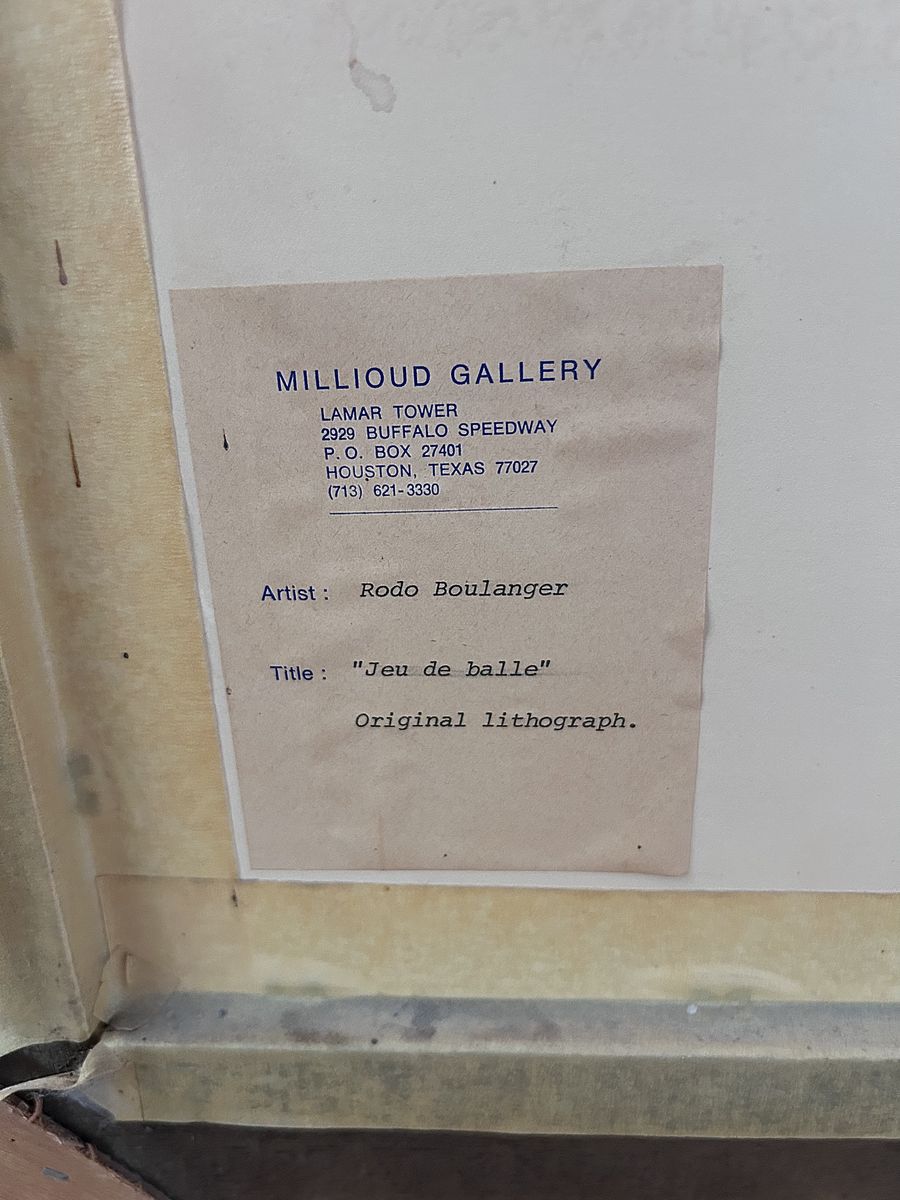 MILLIOUD GALLERY
LAMAR TOWER
2929 BUFFALO SPEEDWAY
P.O. BOX 27401
HOUSTON, TEXAS 77027
(713) 621-3330
Artist : Rodo Boulanger
Title : "Jeu de balle"
Original lithograph.